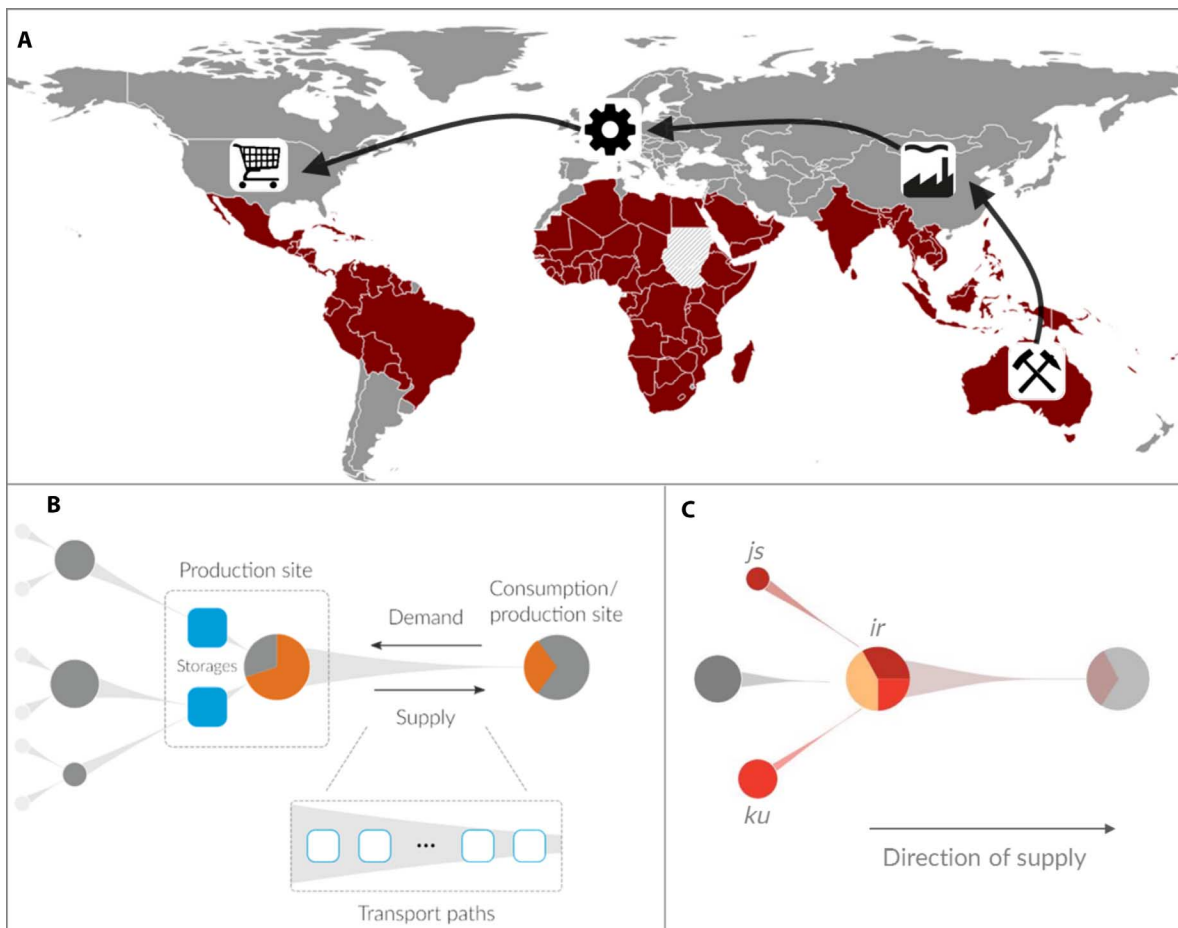 A
B
Production site
Storages
Demand
Supply
Consumption/
production site
...
Transport paths
C
js
ir
ku
Direction of supply